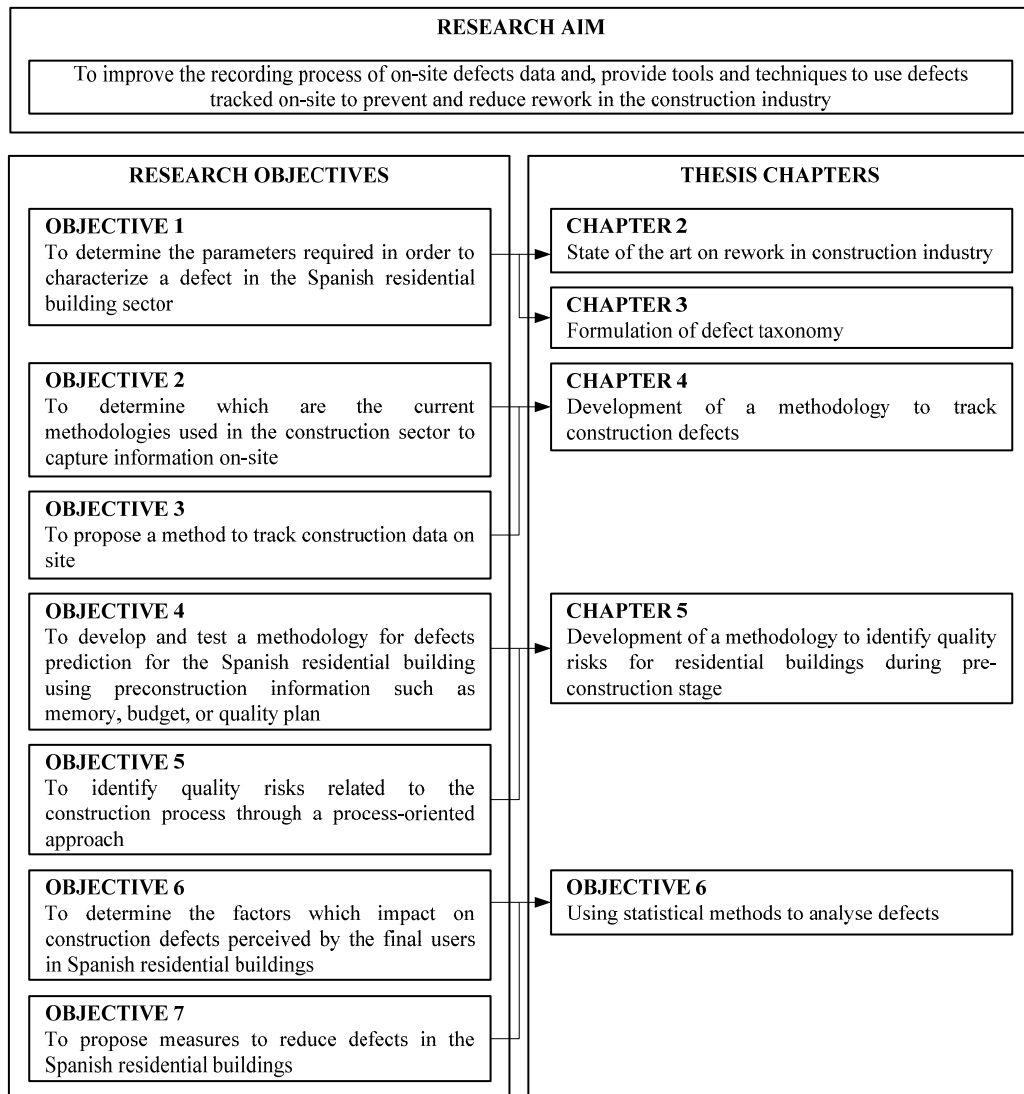 RESEARCH AIM
To improve the recording process of on-site defects data and, provide tools and techniques to use defects
tracked on-site to prevent and reduce rework in the construction industry
RESEARCH OBJECTIVES
OBJECTIVE 1
To determine the parameters required in order to
characterize a defect in the Spanish residential
building sector
OBJECTIVE 2
To determine which are the current
methodologies used in the construction sector to
capture information on-site
OBJECTIVE 3
To propose a method to track construction data on
site
OBJECTIVE 4
To develop and test a methodology for defects
prediction for the Spanish residential building
using preconstruction information such as
memory, budget, or quality plan
OBJECTIVE 5
To identify quality risks related to the
construction process through a process-oriented
approach
OBJECTIVE 6
To determine the factors which impact on
construction defects perceived by the final users
in Spanish residential buildings
OBJECTIVE 7
To propose measures to reduce defects in the
Spanish residential buildings
THESIS CHAPTERS
CHAPTER 2
State of the art on rework in construction industry
CHAPTER 3
Formulation of defect taxonomy
CHAPTER 4
Development of a methodology to track
construction defects
CHAPTER 5
Development of a methodology to identify quality
risks for residential buildings during pre-
construction stage
OBJECTIVE 6
Using statistical methods to analyse defects